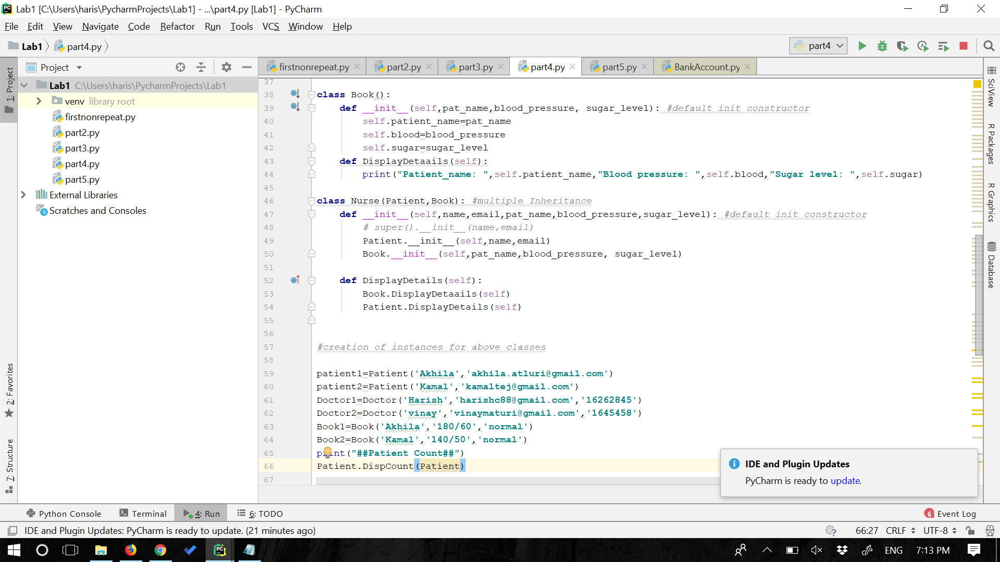 Lab1 [C:\Users\haris\PycharmProjects\Lab1] - ...\part4.py [Lab1] - PyCharm
File Edit View Navigate Code Refactor Run Tools VCS Window Help
Lab1 part4.py part4
1: Project
Project
firstnonrepeat.py part2.py part3.py part4.py part5.py BankAccount.py
Lab1 C:\Users\haris\PycharmProjects\Lab1
venv library root
firstnonrepeat.py
part2.py
part3.py
part4.py
part5.py
External Libraries
Scratches and Consoles
2: Favorites
7: Structure
37
38 class Book():
39 def __init__(self,pat_name,blood_pressure, sugar_level): #default init constructor
40 self.patient_name=pat_name
41 self.blood=blood_pressure
42 self.sugar=sugar_level
43 def DisplayDetaails(self):
44 print("Patient_name: ",self.patient_name,"Blood pressure: ",self.blood,"Sugar level: ",self.sugar)
45
46 class Nurse(Patient,Book): #multiple Inheritance
47 def __init__(self,name,email,pat_name,blood_pressure,sugar_level): #default init constructor
48 # super().__init__(name,email)
49 Patient.__init__(self,name,email)
50 Book.__init__(self,pat_name,blood_pressure, sugar_level)
51
52 def DisplayDetails(self):
53 Book.DisplayDetaails(self)
54 Patient.DisplayDetails(self)
55
56
57 #creation of instances for above classes
58
59 patient1=Patient('Akhila','akhila.atluri@gmail.com')
60 patient2=Patient('Kamal','kamaltej@gmail.com')
61 Doctor1=Doctor('Harish','harishc88@gmail.com','16262845')
62 Doctor2=Doctor('vinay','vinaymaturi@gmail.com','1645458')
63 Book1=Book('Akhila','180/60','normal')
64 Book2=Book('Kamal','140/50','normal')
65 print("##Patient Count##")
66 Patient.DispCount(Patient)
67
SciView
R Packages
R Graphics
Database
IDE and Plugin Updates
PyCharm is ready to update.
Python Console Terminal 4: Run 6: TODO 6 Event Log
IDE and Plugin Updates: PyCharm is ready to update. (21 minutes ago) 66:27 CRLF UTF-8
ENG 7:13 PM